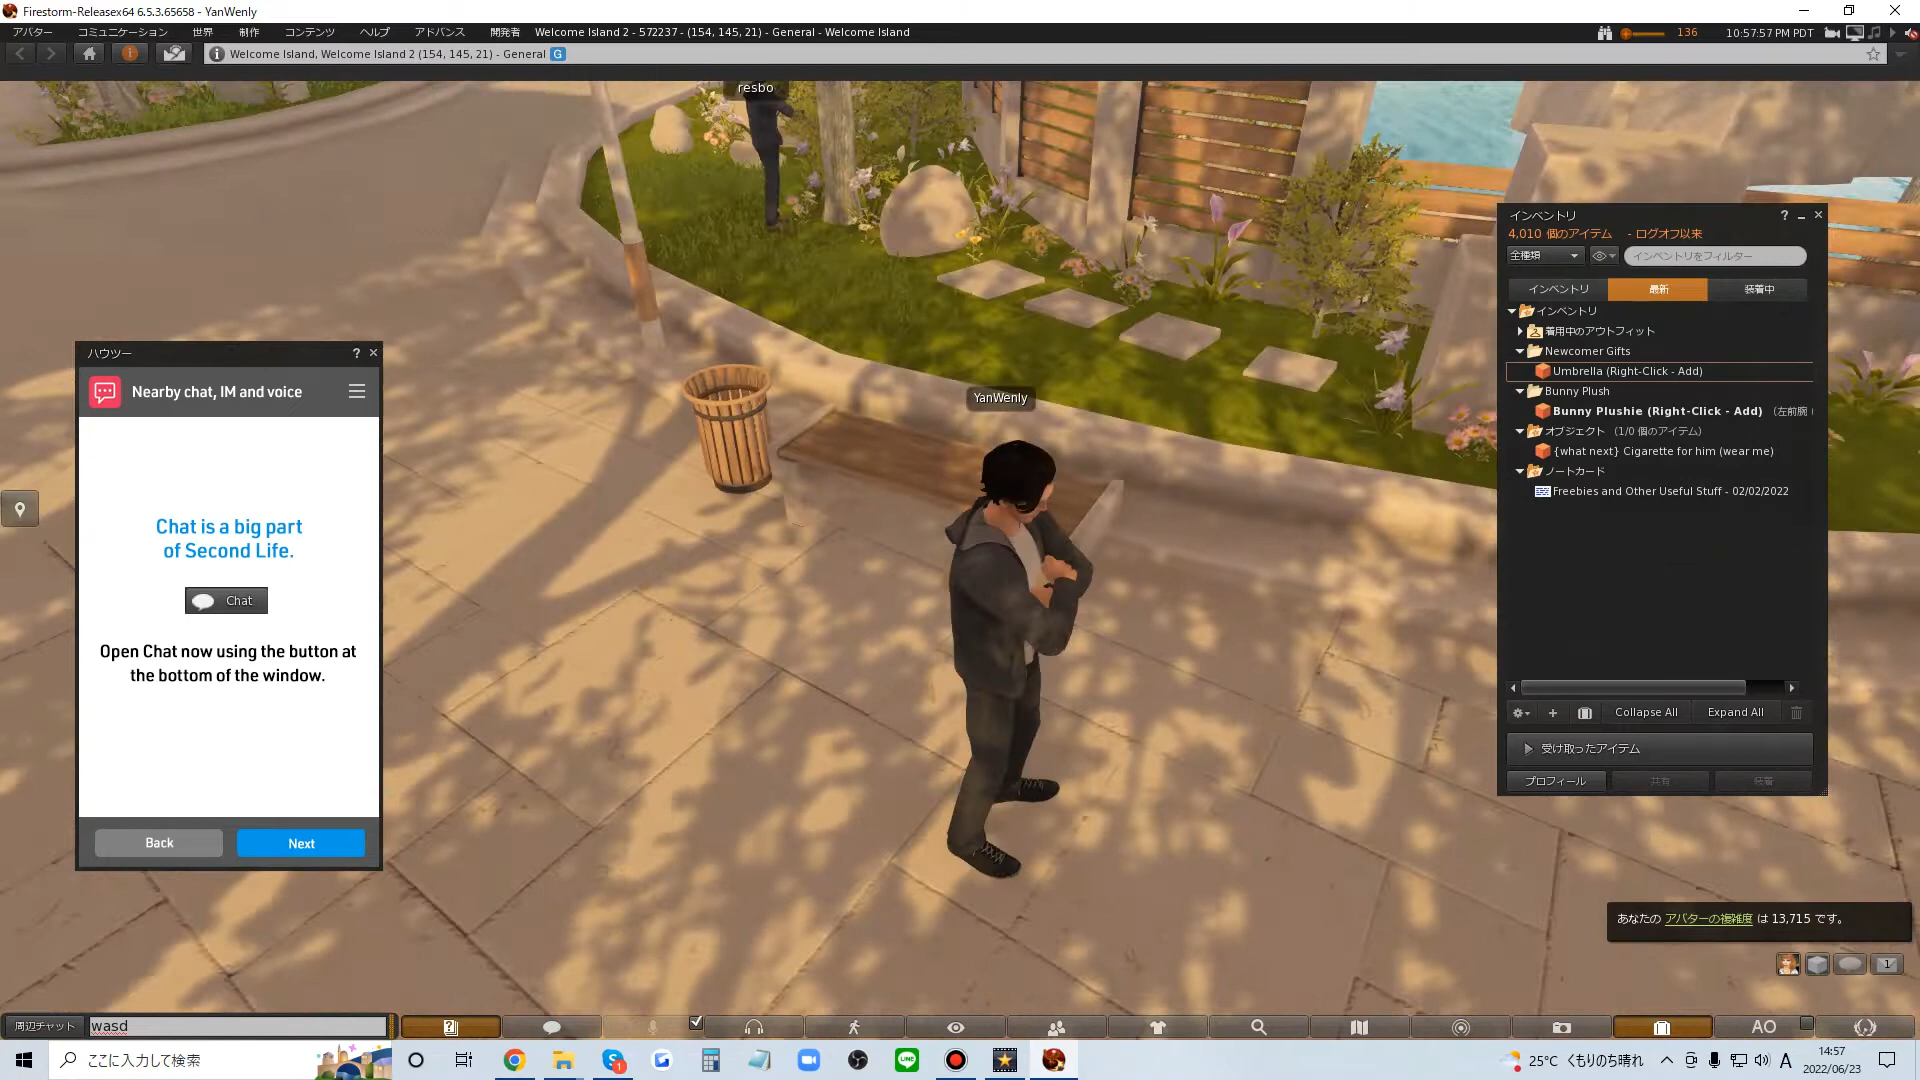 Firestorm-Releasex64 6.5.3.65658 - YanWenly
アバター コミュニケーション 世界 制作 コンテンツ ヘルプ アドバンス 開発者 Welcome Island 2 - 572237 - (154, 145, 21) - General - Welcome Island
136 10:57:57 PM PDT
Welcome Island, Welcome Island 2 (154, 145, 21) - General G
resbo
YanWenly
ハウツー ?
Nearby chat, IM and voice
Chat is a big part
of Second Life.
Chat
Open Chat now using the button at
the bottom of the window.
Back Next
インベントリ ?
4,010 個のアイテム - ログオフ以来
全種類 インベントリをフィルター
インベントリ 最新 装着中
インベントリ
着用中のアウトフィット
Newcomer Gifts
Umbrella (Right-Click - Add)
Bunny Plush
Bunny Plushie (Right-Click - Add) (左前腕
オブジェクト (1/0 個のアイテム)
{what next} Cigarette for him (wear me)
ノートカード
Freebies and Other Useful Stuff - 02/02/2022
Collapse All Expand All
受け取ったアイテム
プロフィール 共有 装着
あなたの アバターの複雑度 は 13,715 です。
1
周辺チャット wasd
AO
ここに入力して検索
1
LINE
25°C くもりのち晴れ
A
14:57
2022/06/23